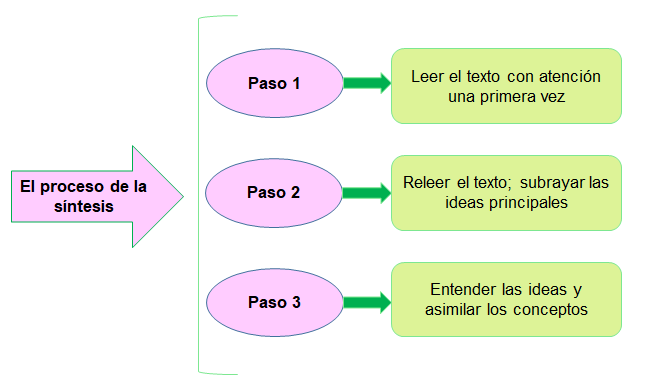 El proceso de la
síntesis
Paso 1
Leer el texto con atención
una primera vez
Paso 2
Releer el texto; subrayar las
ideas principales
Paso 3
Entender las ideas y
asimilar los conceptos